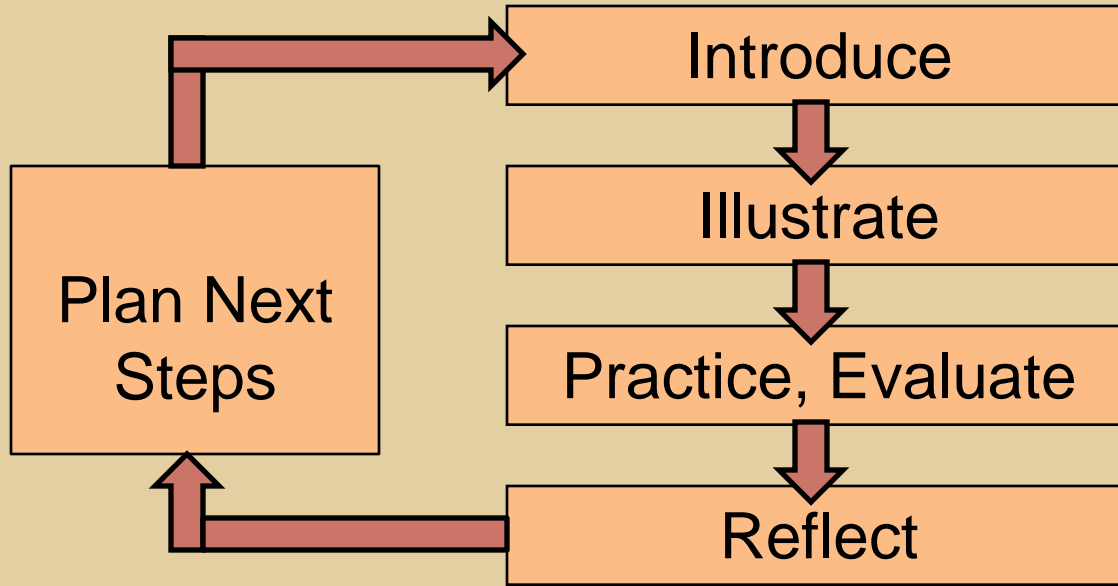 Introduce
Illustrate
Practice, Evaluate
Reflect
Plan Next
Steps